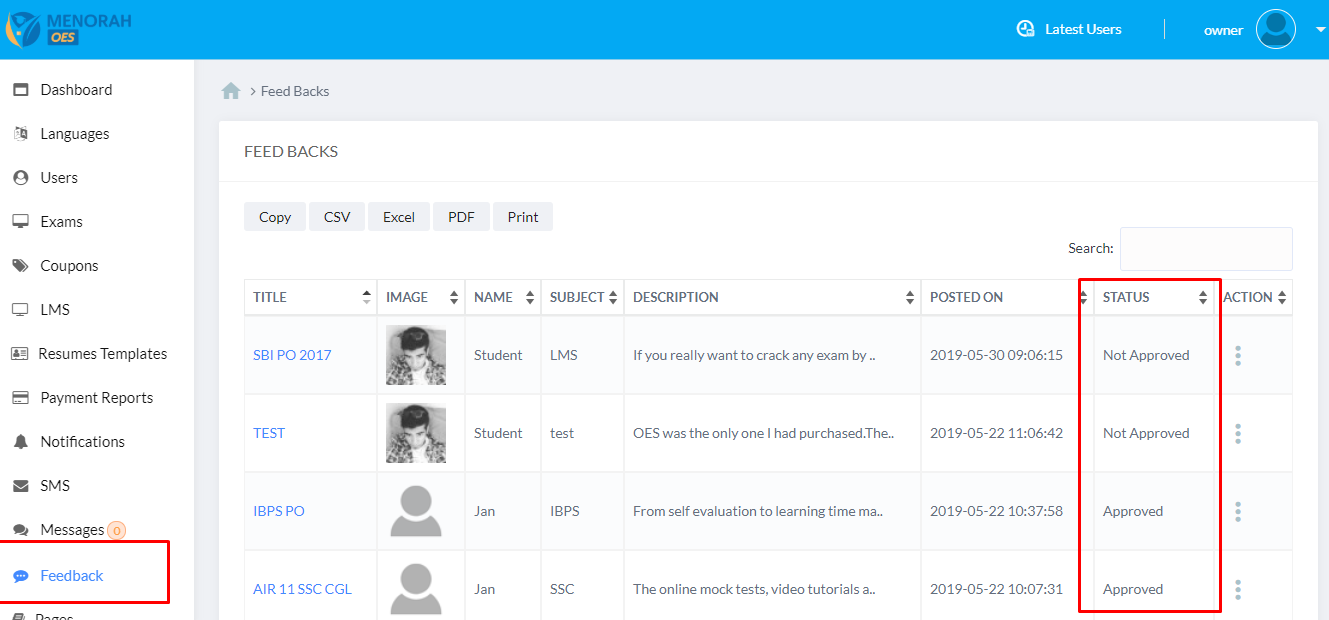 MENORAH
OES
Latest Users
owner
Dashboard
Languages
Users
Exams
Coupons
LMS
Resumes Templates
Payment Reports
Notifications
SMS
Messages 0
Feedback
Pages
> Feed Backs
FEED BACKS
Copy CSV Excel PDF Print
Search:
TITLE IMAGE NAME SUBJECT DESCRIPTION POSTED ON STATUS ACTION
SBI PO 2017 Student LMS If you really want to crack any exam by .. 2019-05-30 09:06:15 Not Approved
TEST Student test OES was the only one I had purchased.The.. 2019-05-22 11:06:42 Not Approved
IBPS PO Jan IBPS From self evaluation to learning time ma.. 2019-05-22 10:37:58 Approved
AIR 11 SSC CGL Jan SSC The online mock tests, video tutorials a.. 2019-05-22 10:07:31 Approved